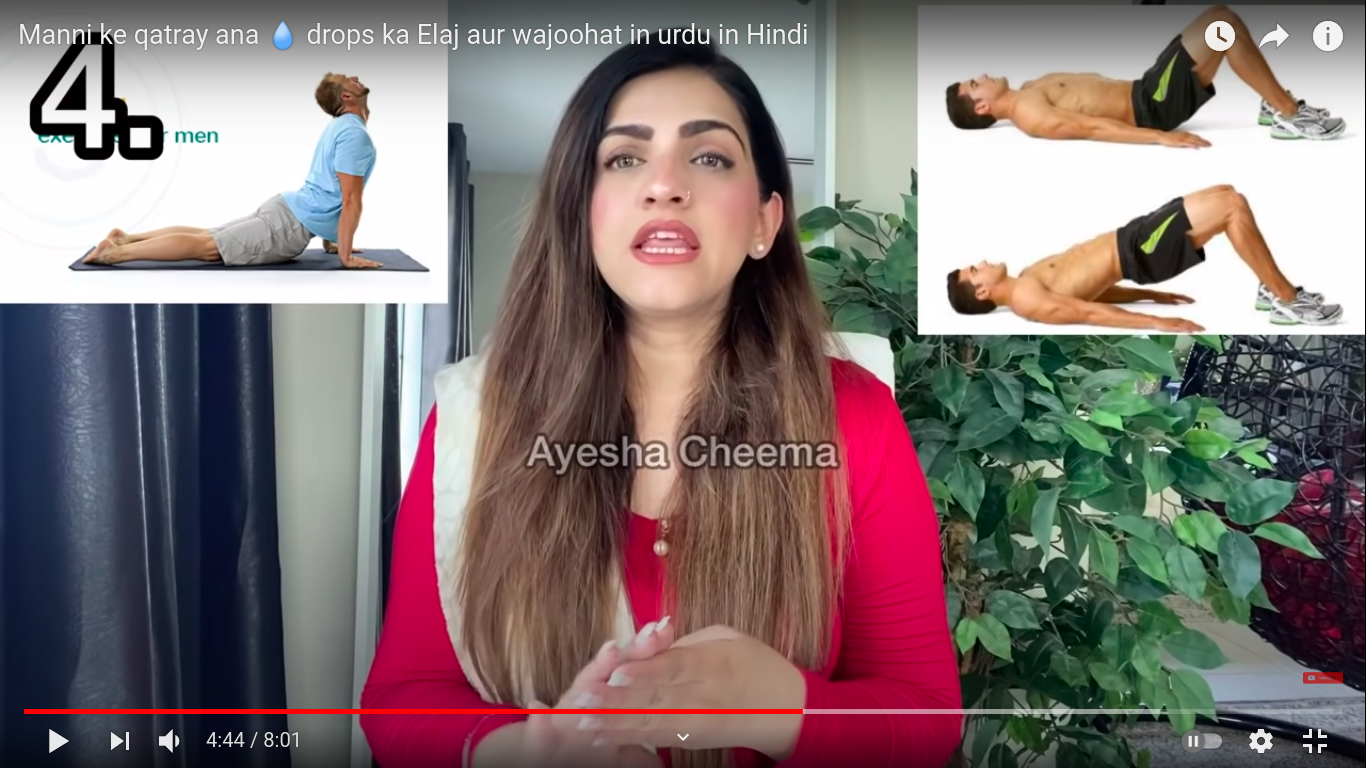 Manni ke qatray ana 💧 drops ka Elaj aur wajoohat in urdu in Hindi
4.
men
Ayesha Cheema
4:44 / 8:01